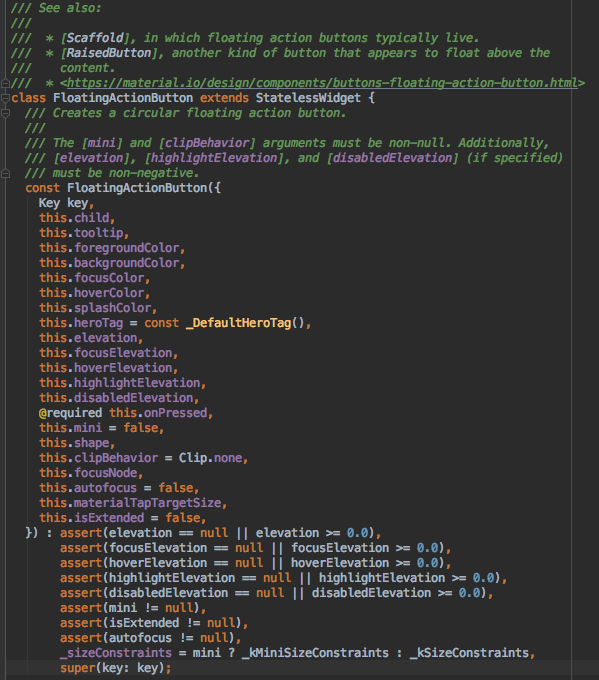 /// See also:
///
///  * [Scaffold], in which floating action buttons typically live.
///  * [RaisedButton], another kind of button that appears to float above the
///    content.
///  * <https://material.io/design/components/buttons-floating-action-button.html>
class FloatingActionButton extends StatelessWidget {
  /// Creates a circular floating action button.
  ///
  /// The [mini] and [clipBehavior] arguments must be non-null. Additionally,
  /// [elevation], [highlightElevation], and [disabledElevation] (if specified)
  /// must be non-negative.
  const FloatingActionButton({
    Key key,
    this.child,
    this.tooltip,
    this.foregroundColor,
    this.backgroundColor,
    this.focusColor,
    this.hoverColor,
    this.splashColor,
    this.heroTag = const _DefaultHeroTag(),
    this.elevation,
    this.focusElevation,
    this.hoverElevation,
    this.highlightElevation,
    this.disabledElevation,
    @required this.onPressed,
    this.mini = false,
    this.shape,
    this.clipBehavior = Clip.none,
    this.focusNode,
    this.autofocus = false,
    this.materialTapTargetSize,
    this.isExtended = false,
  }) : assert(elevation == null || elevation >= 0.0),
       assert(focusElevation == null || focusElevation >= 0.0),
       assert(hoverElevation == null || hoverElevation >= 0.0),
       assert(highlightElevation == null || highlightElevation >= 0.0),
       assert(disabledElevation == null || disabledElevation >= 0.0),
       assert(mini != null),
       assert(isExtended != null),
       assert(autofocus != null),
       _sizeConstraints = mini ? _kMiniSizeConstraints : _kSizeConstraints,
       super(key: key);